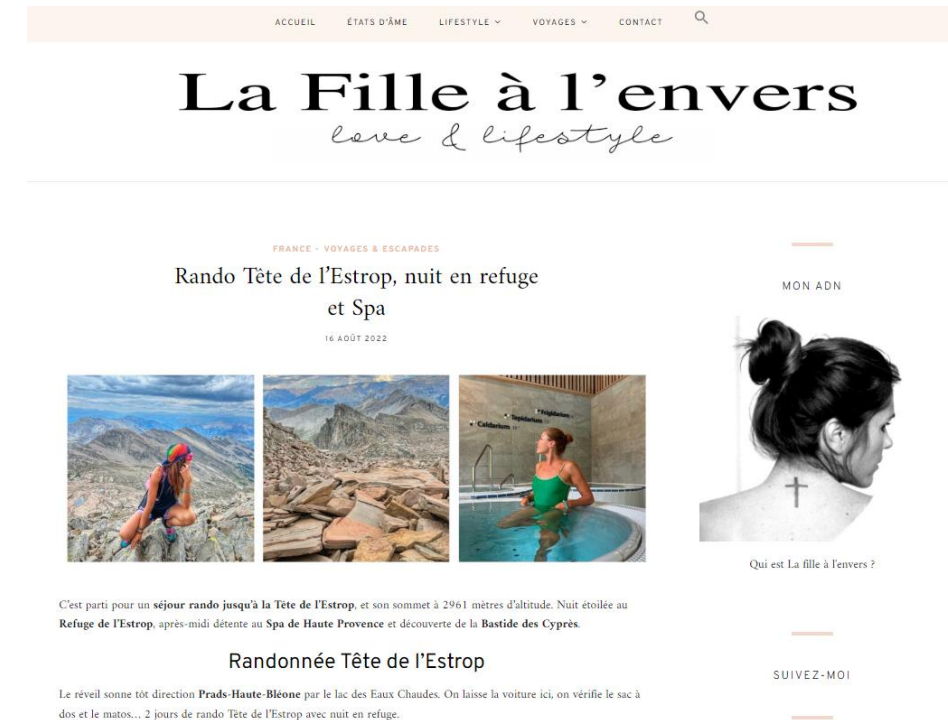 ACCUEIL ÉTATS D'ÂME LIFESTYLE VOYAGES CONTACT
La Fille à l'envers
love & lifestyle
FRANCE - VOYAGES & ESCAPADES
Rando Tête de l'Estrop, nuit en refuge
et Spa
16 AOÛT 2022
Caldarium
Tepidarium
Frigidarium
C'est parti pour un séjour rando jusqu'à la Tête de l'Estrop, et son sommet à 2961 mètres d'altitude. Nuit étoilée au
Refuge de l'Estrop, après-midi détente au Spa de Haute Provence et découverte de la Bastide des Cyprès.
Randonnée Tête de l'Estrop
Le réveil sonne tôt direction Prads-Haute-Bléone par le lac des Eaux Chaudes. On laisse la voiture ici, on vérifie le sac à
dos et le matos… 2 jours de rando Tête de l'Estrop avec nuit en refuge.
MON ADN
Qui est La fille à l'envers ?
SUIVEZ-MOI